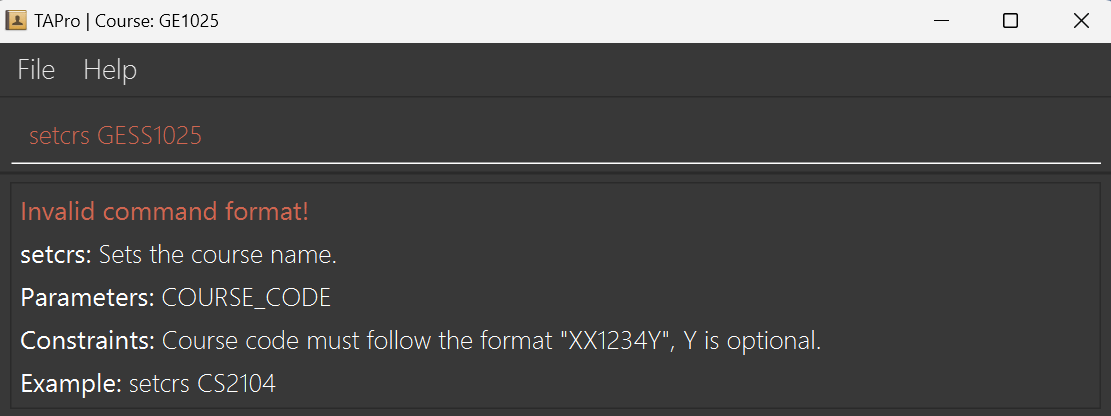 TAPro | Course: GE1025
File Help
setcrs GESS1025
Invalid command format!
setcrs: Sets the course name.
Parameters: COURSE_CODE
Constraints: Course code must follow the format "XX1234Y", Y is optional.
Example: setcrs CS2104